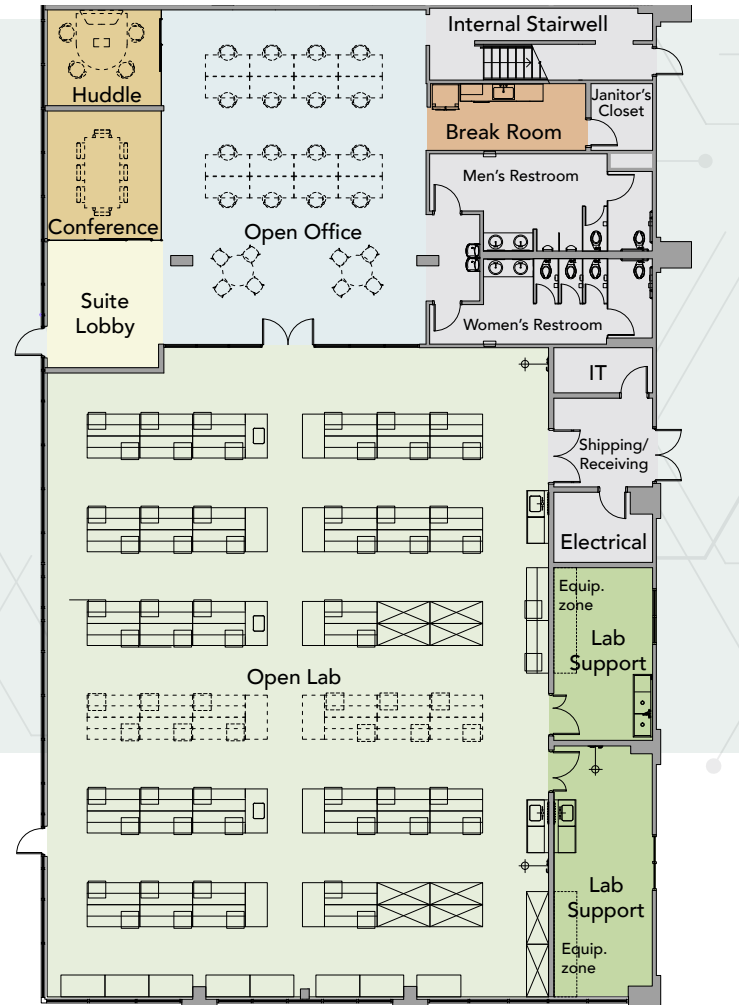 Internal Stairwell
Huddle
Janitor's
Closet
Break Room
Men's Restroom
Conference
Open Office
Suite
Lobby
Women's Restroom
IT
Shipping/
Receiving
Electrical
Equip.
zone
Lab
Support
Open Lab
Lab
Support
Equip.
zone